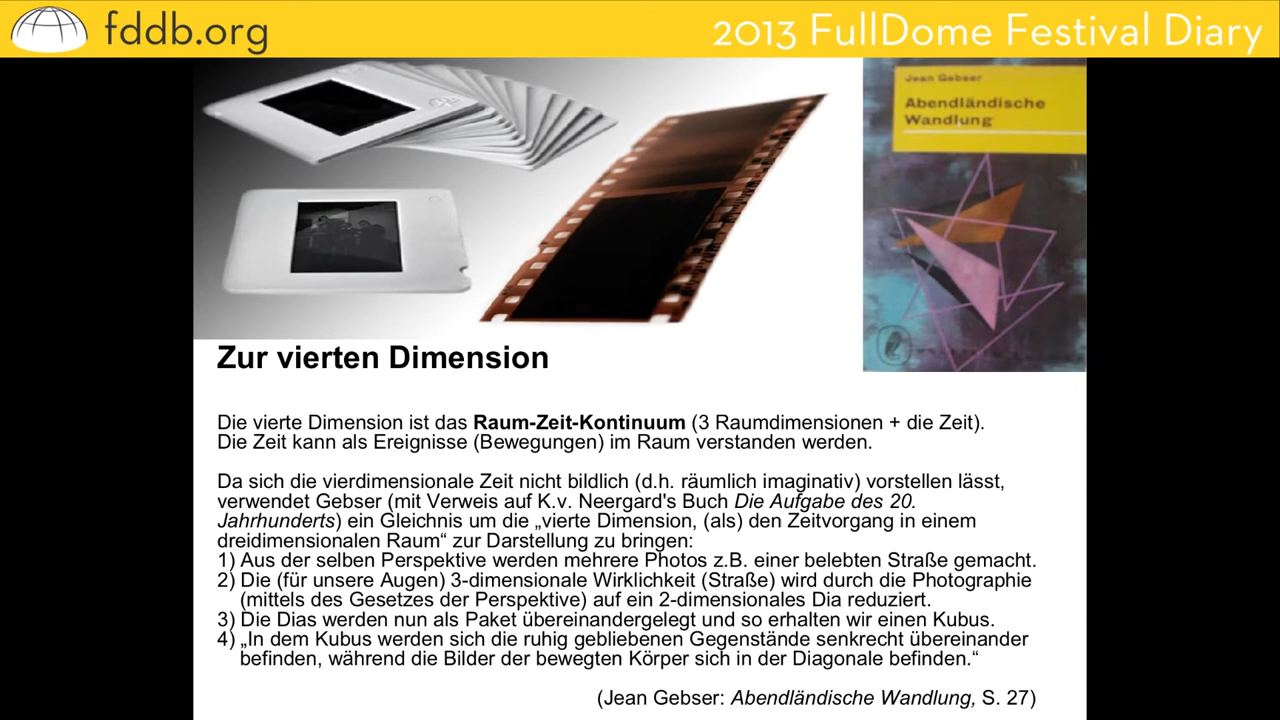 fddb.org
2013 FullDome Festival Diary
Jean Gebser
Abendländische
Wandlung
Zur vierten Dimension
Die vierte Dimension ist das Raum-Zeit-Kontinuum (3 Raumdimensionen + die Zeit).
Die Zeit kann als Ereignisse (Bewegungen) im Raum verstanden werden.
Da sich die vierdimensionale Zeit nicht bildlich (d.h. räumlich imaginativ) vorstellen lässt,
verwendet Gebser (mit Verweis auf K.v. Neergard's Buch Die Aufgabe des 20.
Jahrhunderts) ein Gleichnis um die „vierte Dimension, (als) den Zeitvorgang in einem
dreidimensionalen Raum“ zur Darstellung zu bringen:
1) Aus der selben Perspektive werden mehrere Photos z.B. einer belebten Straße gemacht.
2) Die (für unsere Augen) 3-dimensionale Wirklichkeit (Straße) wird durch die Photographie
(mittels des Gesetzes der Perspektive) auf ein 2-dimensionales Dia reduziert.
3) Die Dias werden nun als Paket übereinandergelegt und so erhalten wir einen Kubus.
4) „In dem Kubus werden sich die ruhig gebliebenen Gegenstände senkrecht übereinander
befinden, während die Bilder der bewegten Körper sich in der Diagonale befinden.“
(Jean Gebser: Abendländische Wandlung, S. 27)